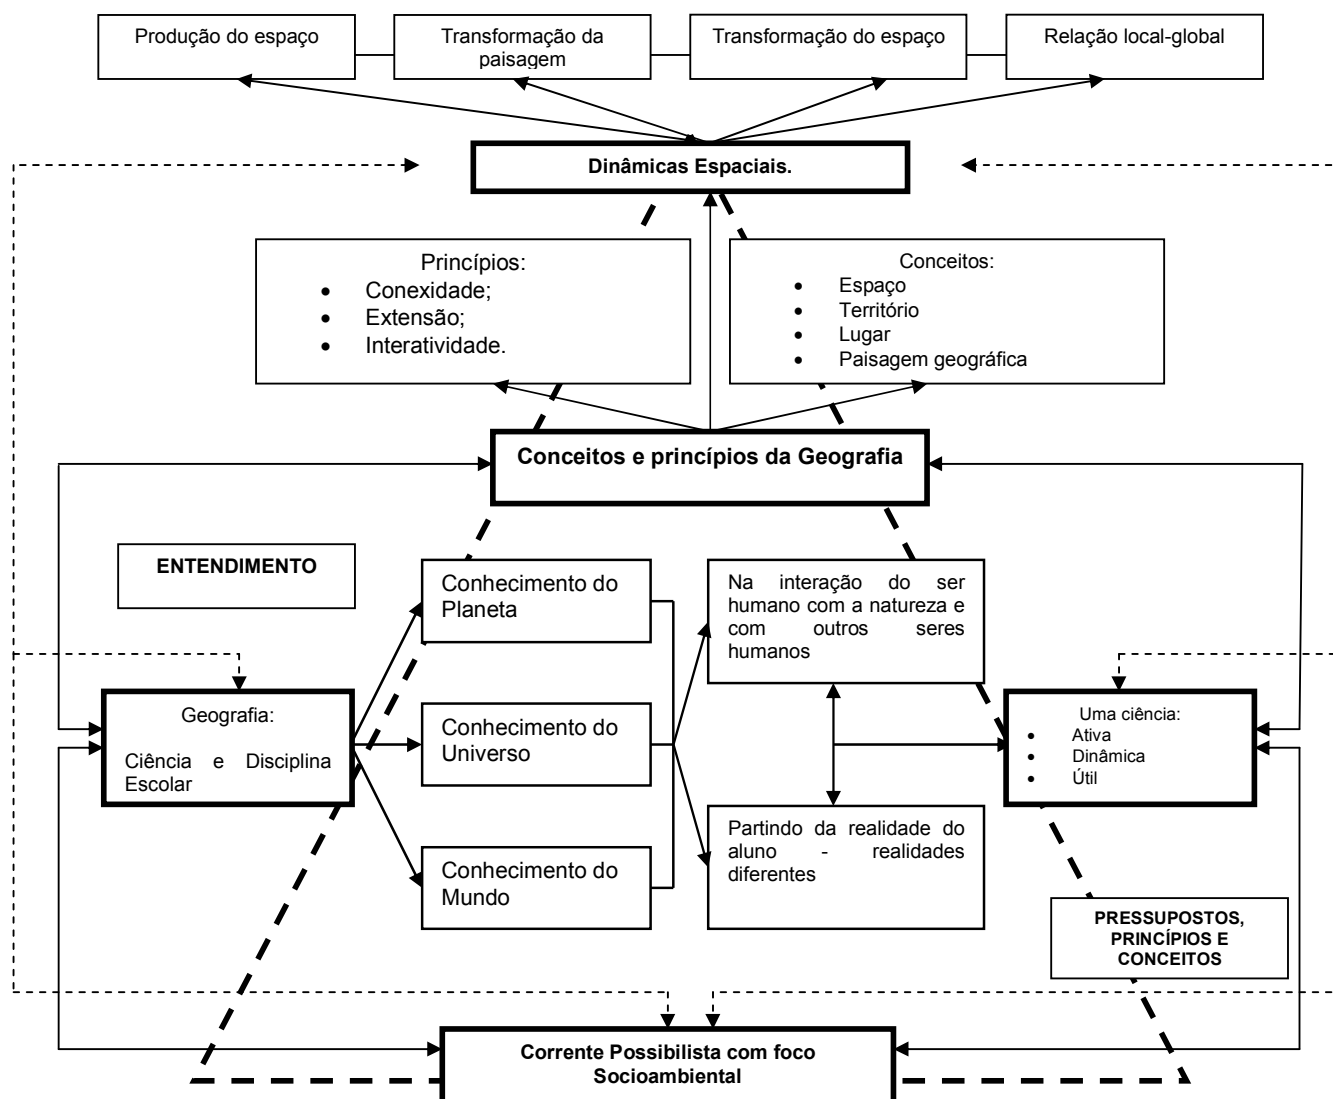 Produção do espaço
Transformação da
paisagem
Transformação do espaço
Relação local-global
Dinâmicas Espaciais.
Princípios:
• Conexidade;
• Extensão;
• Interatividade.
Conceitos:
• Espaço
• Território
• Lugar
• Paisagem geográfica
Conceitos e princípios da Geografia
ENTENDIMENTO
Conhecimento do
Planeta
Na interação do ser
humano com a natureza e
com outros seres
humanos
Geografia:
Ciência e Disciplina
Escolar
Conhecimento do
Universo
Uma ciência:
• Ativa
• Dinâmica
• Útil
Conhecimento do
Mundo
Partindo da realidade do
aluno - realidades
diferentes
PRESSUPOSTOS,
PRINCÍPIOS E
CONCEITOS
Corrente Possibilista com foco
Socioambiental